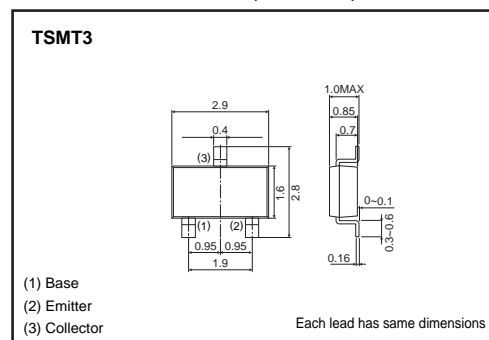 TSMT3
1.0MAX
2.9
0.85
0.4
0.7
(3)
1.6
2.8
0~0.1
(1)
(2)
0.3~0.6
0.95
0.95
0.16
1.9
(1) Base
(2) Emitter
(3) Collector
Each lead has same dimensions